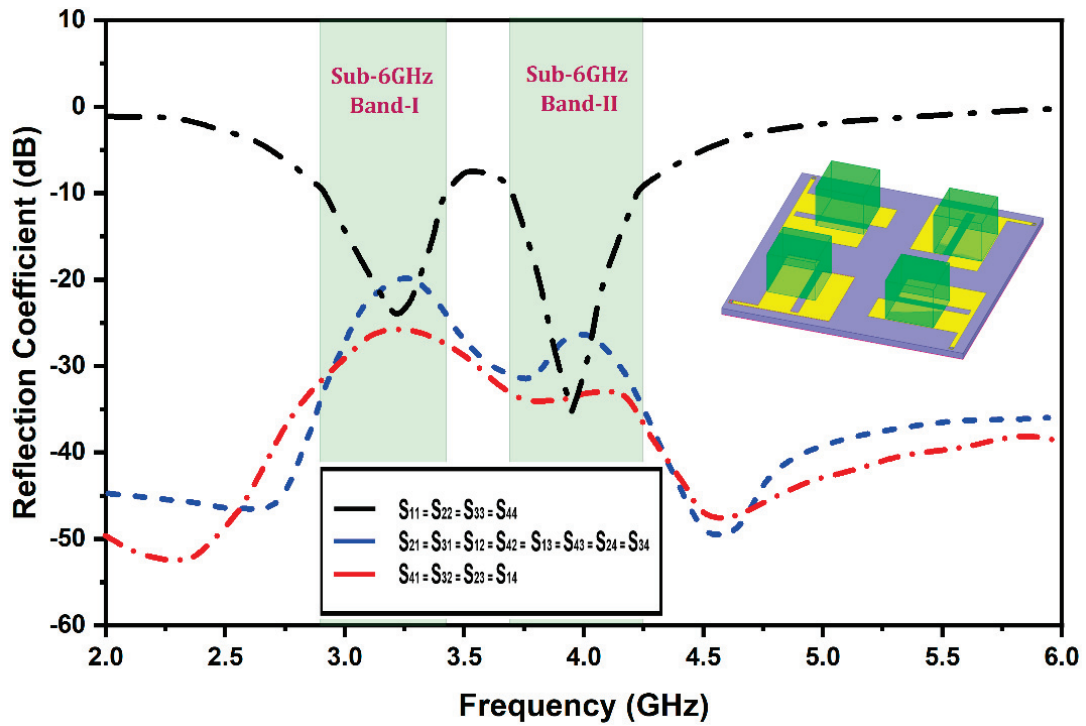 10
0
-10
-20
-30
-40
-50
-60
Reflection Coefficient (dB)
Sub-6GHz
Band-I
Sub-6GHz
Band-II
S11 = S22 = S33 = S44
S21 = S31 = S12 = S42 = S13 = S43 = S24 = S34
S41 = S32 = S23 = S14
2.0 2.5 3.0 3.5 4.0 4.5 5.0 5.5 6.0
Frequency (GHz)